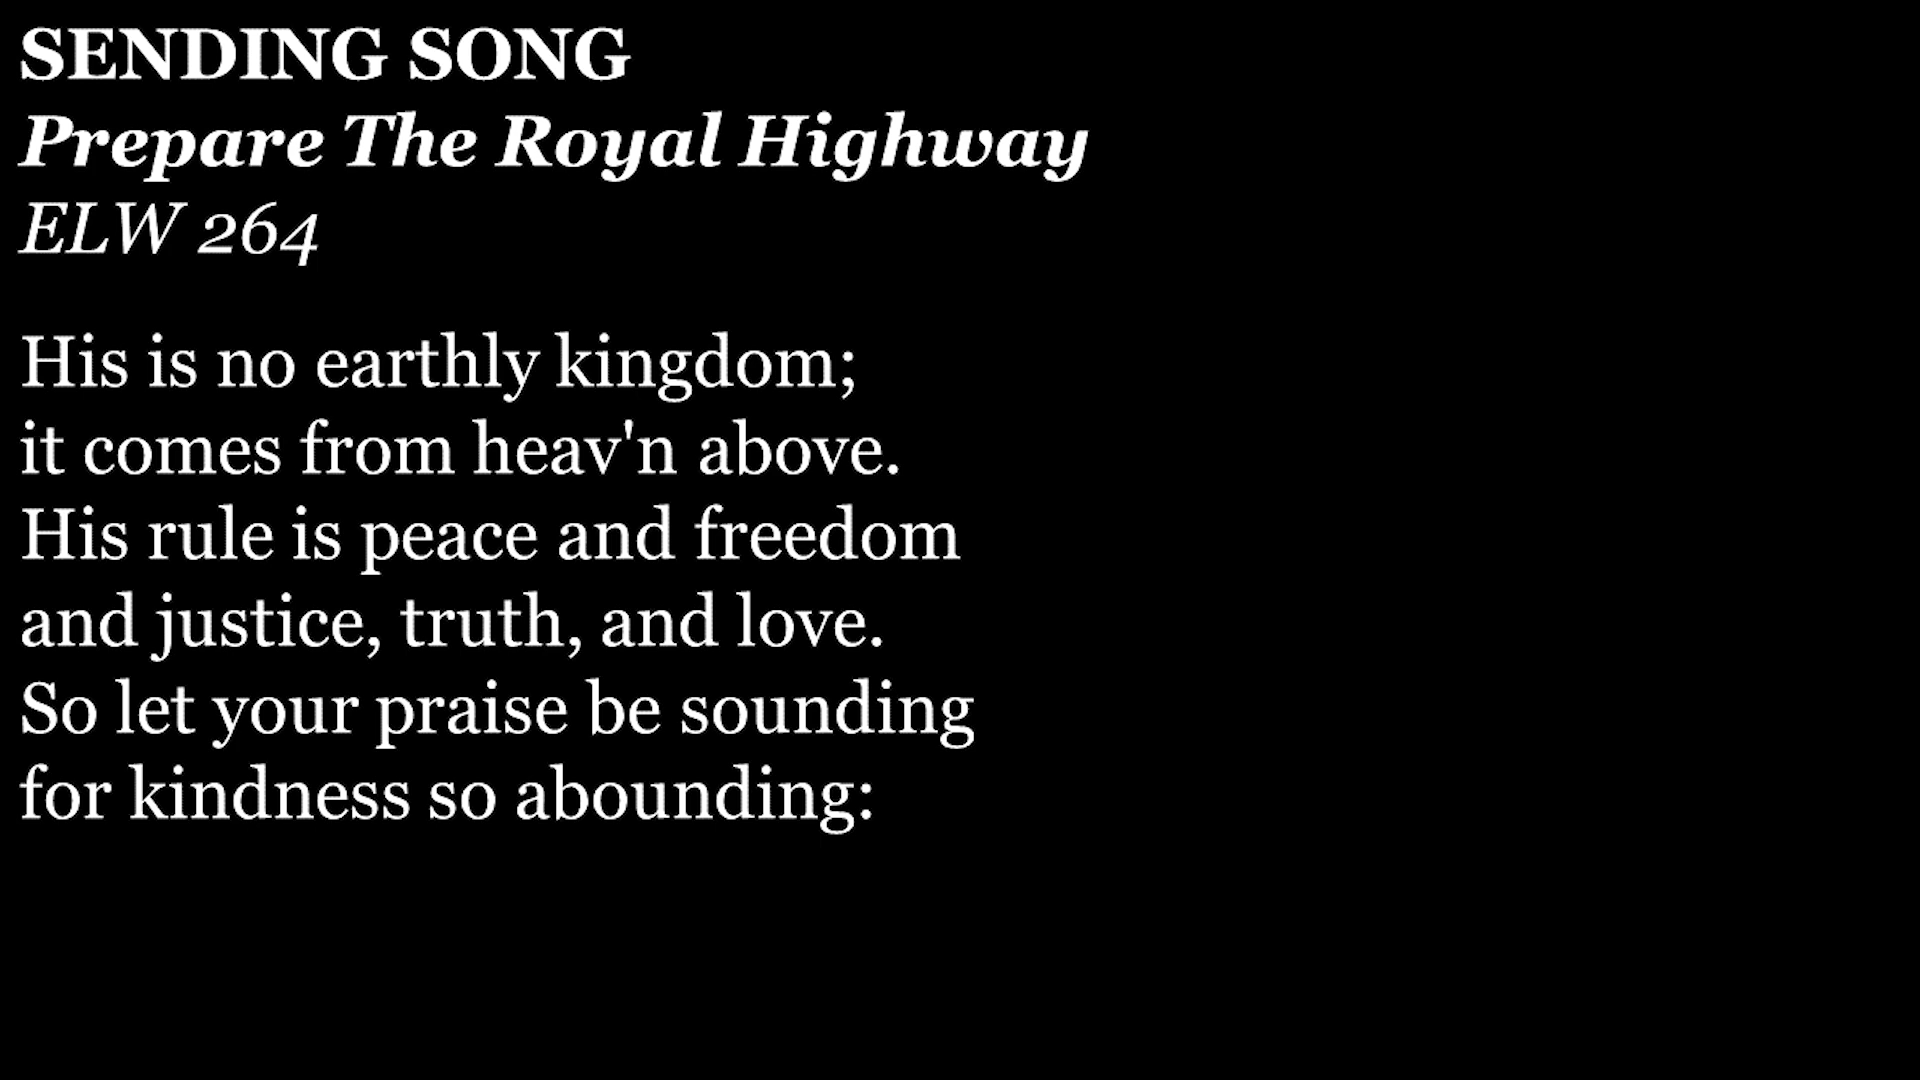 SENDING SONG
Prepare The Royal Highway
ELW 264
His is no earthly kingdom;
it comes from heav'n above.
His rule is peace and freedom
and justice, truth, and love.
So let your praise be sounding
for kindness so abounding: